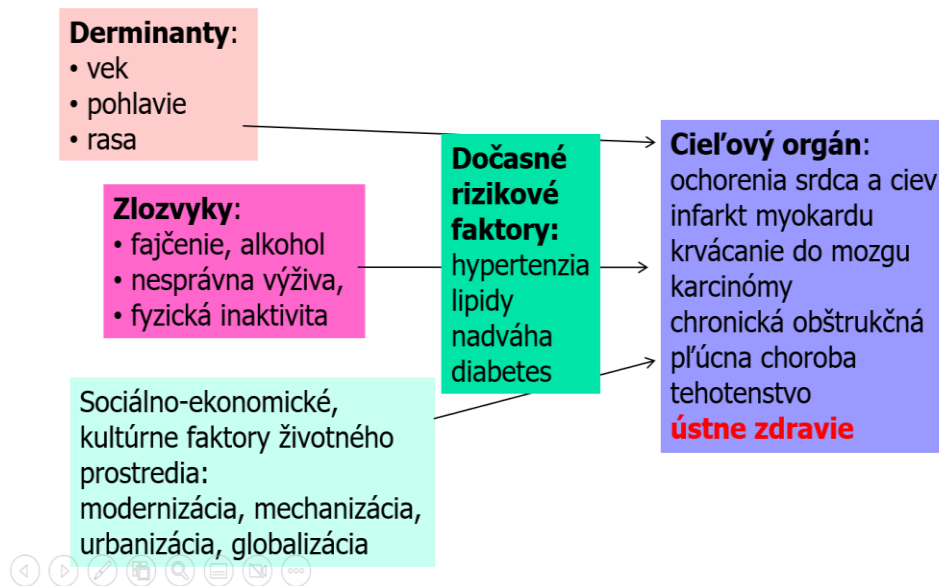 Derminanty:
• vek
• pohlavie
• rasa
Zlozvyky:
• fajčenie, alkohol
• nesprávna výživa,
• fyzická inaktivita
Sociálno-ekonomické,
kultúrne faktory životného
prostredia:
modernizácia, mechanizácia,
urbanizácia, globalizácia
Dočasné
rizikové
faktory:
hypertenzia
lipidy
nadváha
diabetes
Cieľový orgán:
ochorenia srdca a ciev
infarkt myokardu
krvácanie do mozgu
karcinómy
chronická obštrukčná
pľúcna choroba
tehotenstvo
ústne zdravie